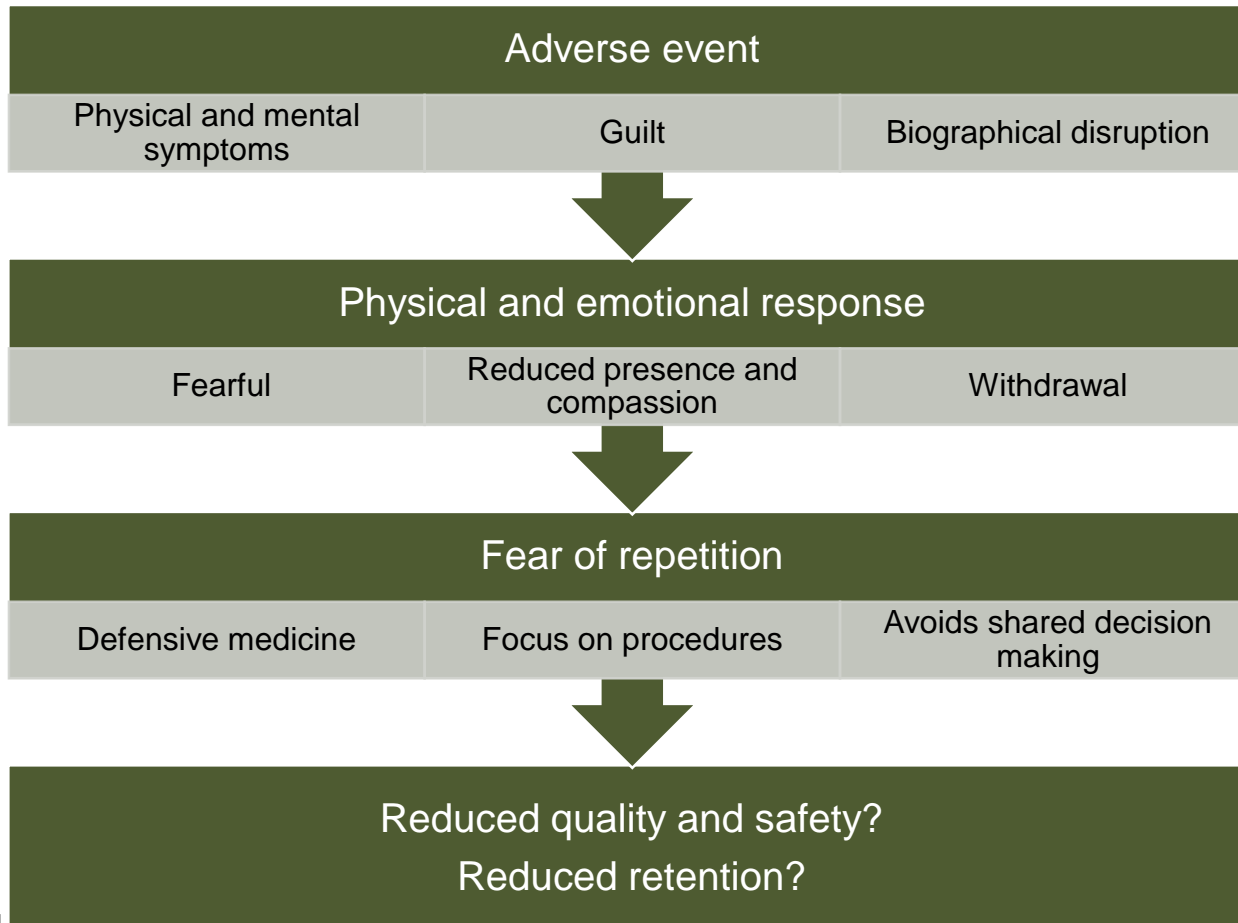 Adverse event
Physical and mental
symptoms
Guilt
Biographical disruption
Physical and emotional response
Fearful
Reduced presence and
compassion
Withdrawal
Fear of repetition
Defensive medicine
Focus on procedures
Avoids shared decision
making
Reduced quality and safety?
Reduced retention?